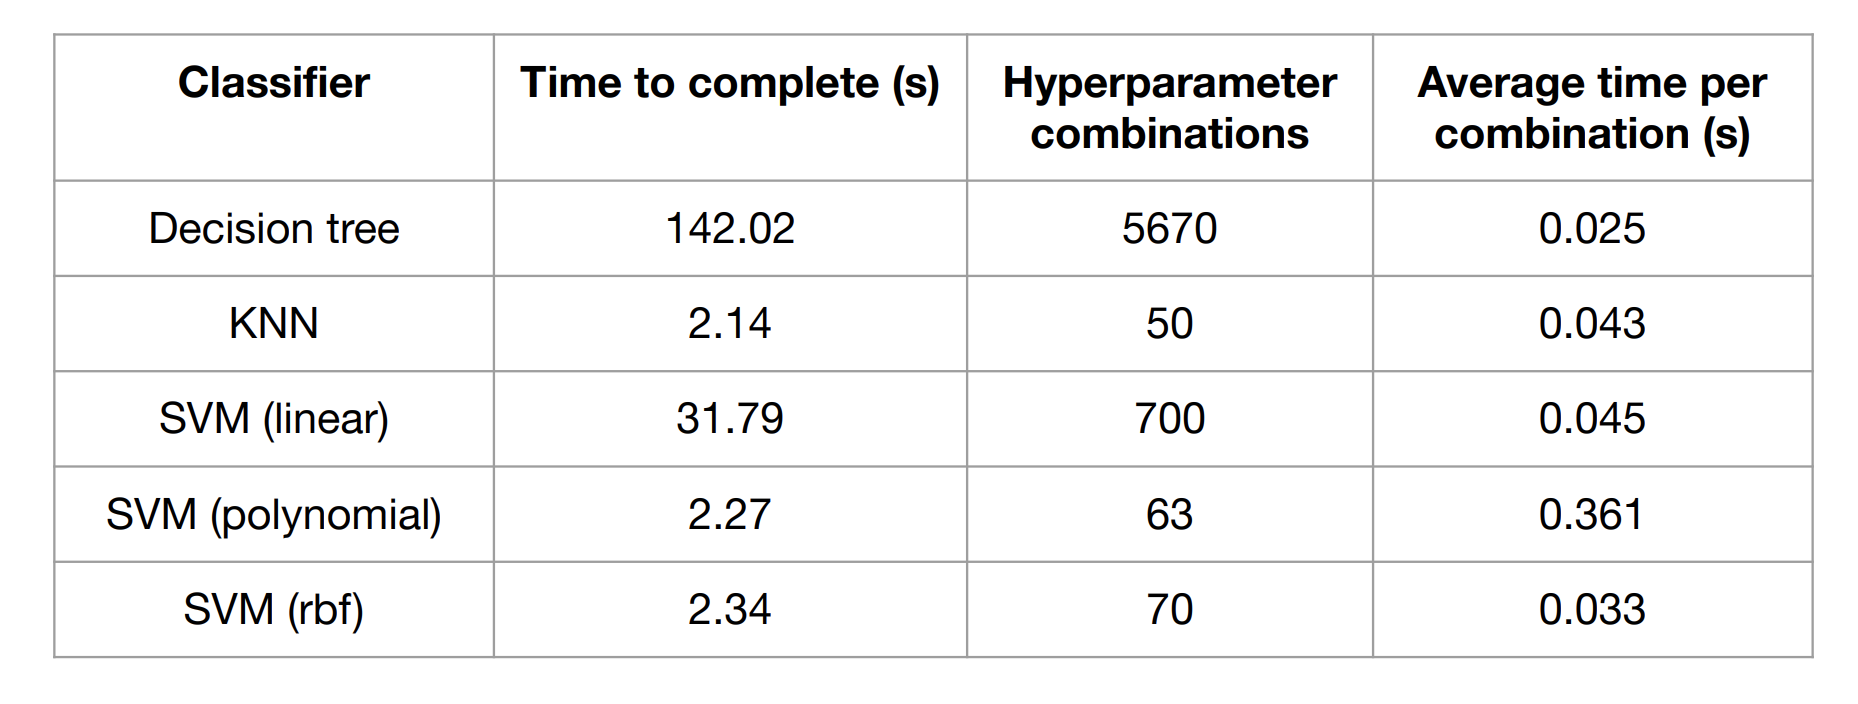 Classifier Time to complete (s) Hyperparameter combinations Average time per combination (s)
Decision tree 142.02 5670 0.025
KNN 2.14 50 0.043
SVM (linear) 31.79 700 0.045
SVM (polynomial) 2.27 63 0.361
SVM (rbf) 2.34 70 0.033